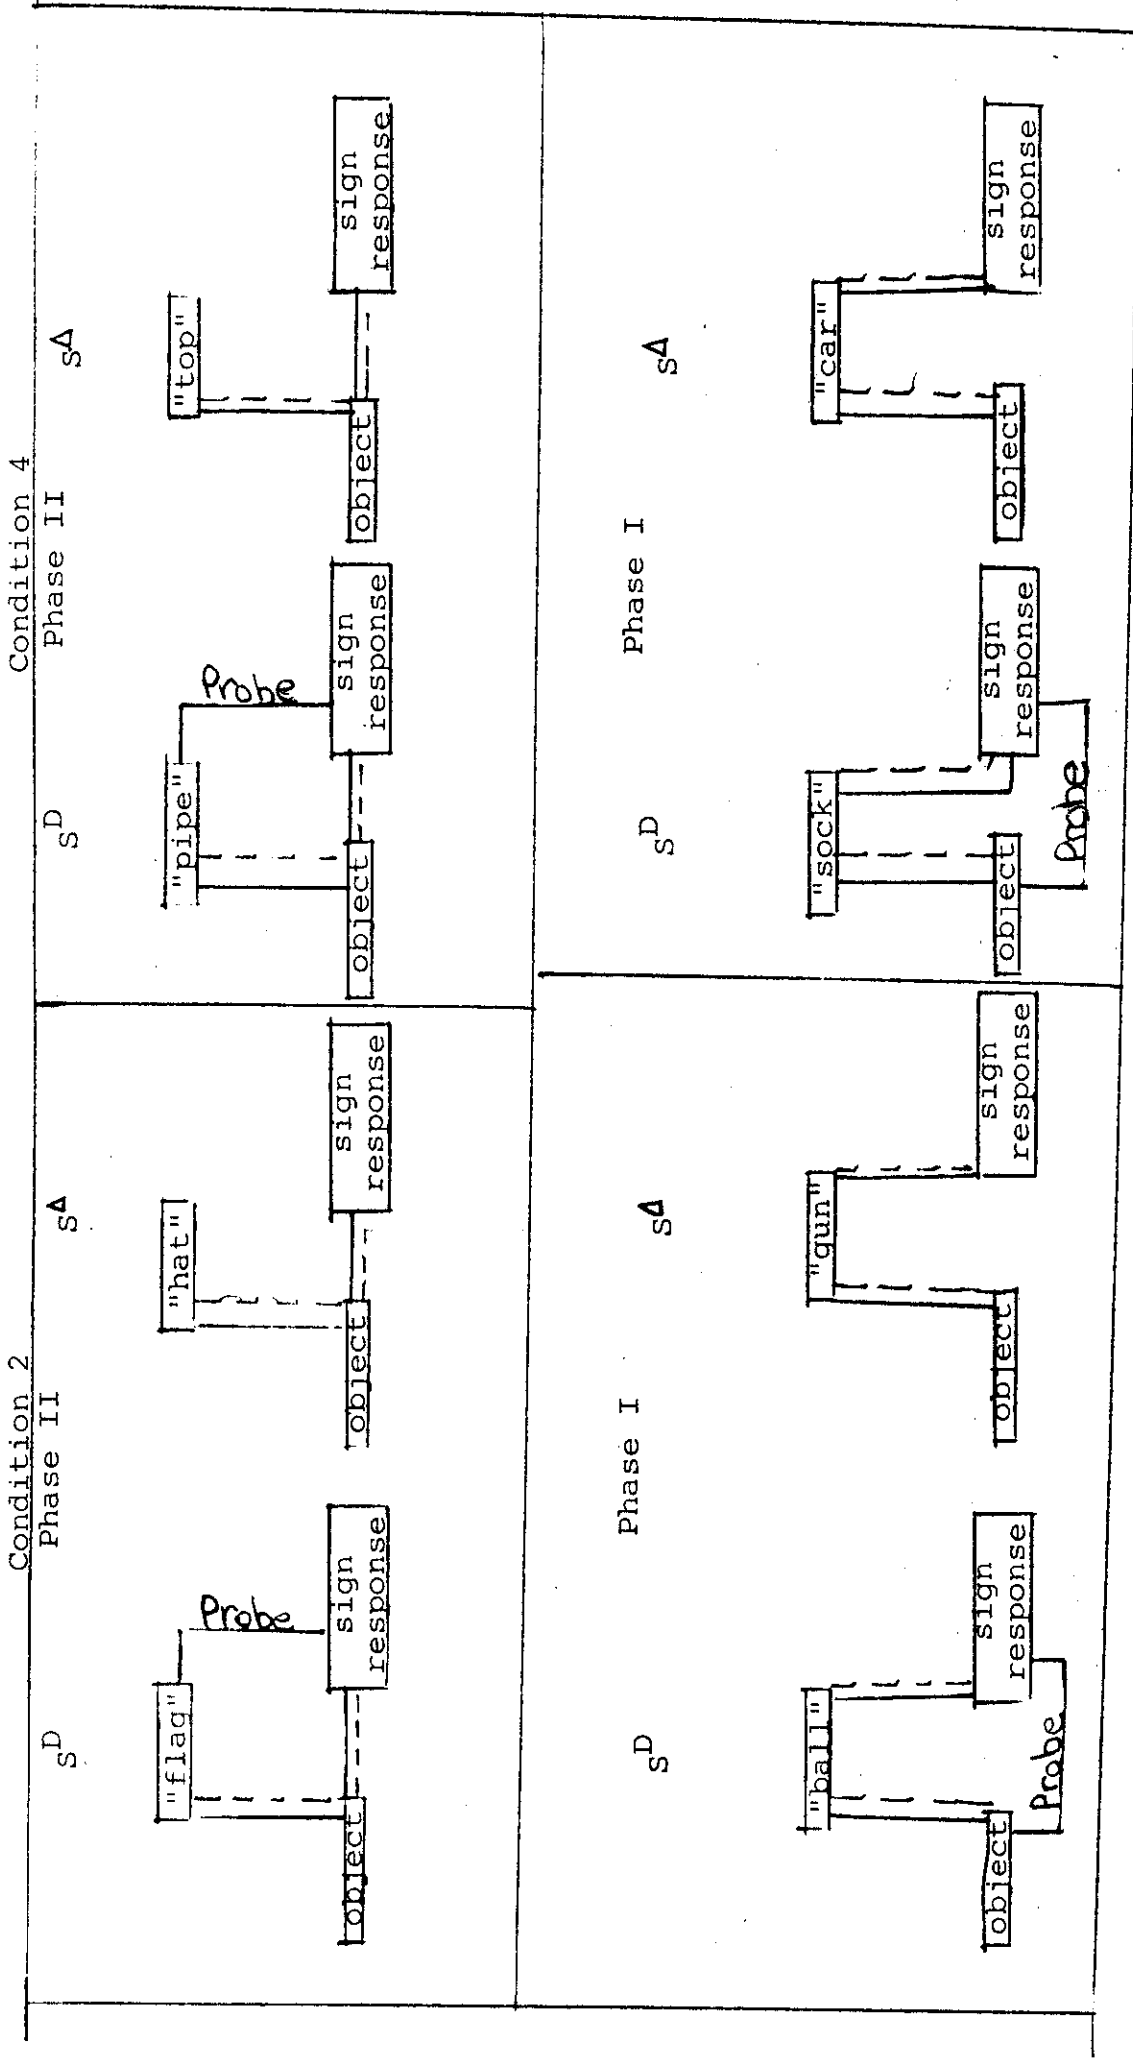 Condition 2
Phase II
S^D
S^Δ
"flag"
Probe
object
sign
response
"hat"
object
sign
response
Phase I
S^D
S^Δ
"ball"
object
sign
response
Probe
"gun"
object
sign
response
Condition 4
Phase II
S^D
S^Δ
"pipe"
Probe
object
sign
response
"top"
object
sign
response
Phase I
S^D
S^Δ
"sock"
object
sign
response
Probe
"car"
object
sign
response